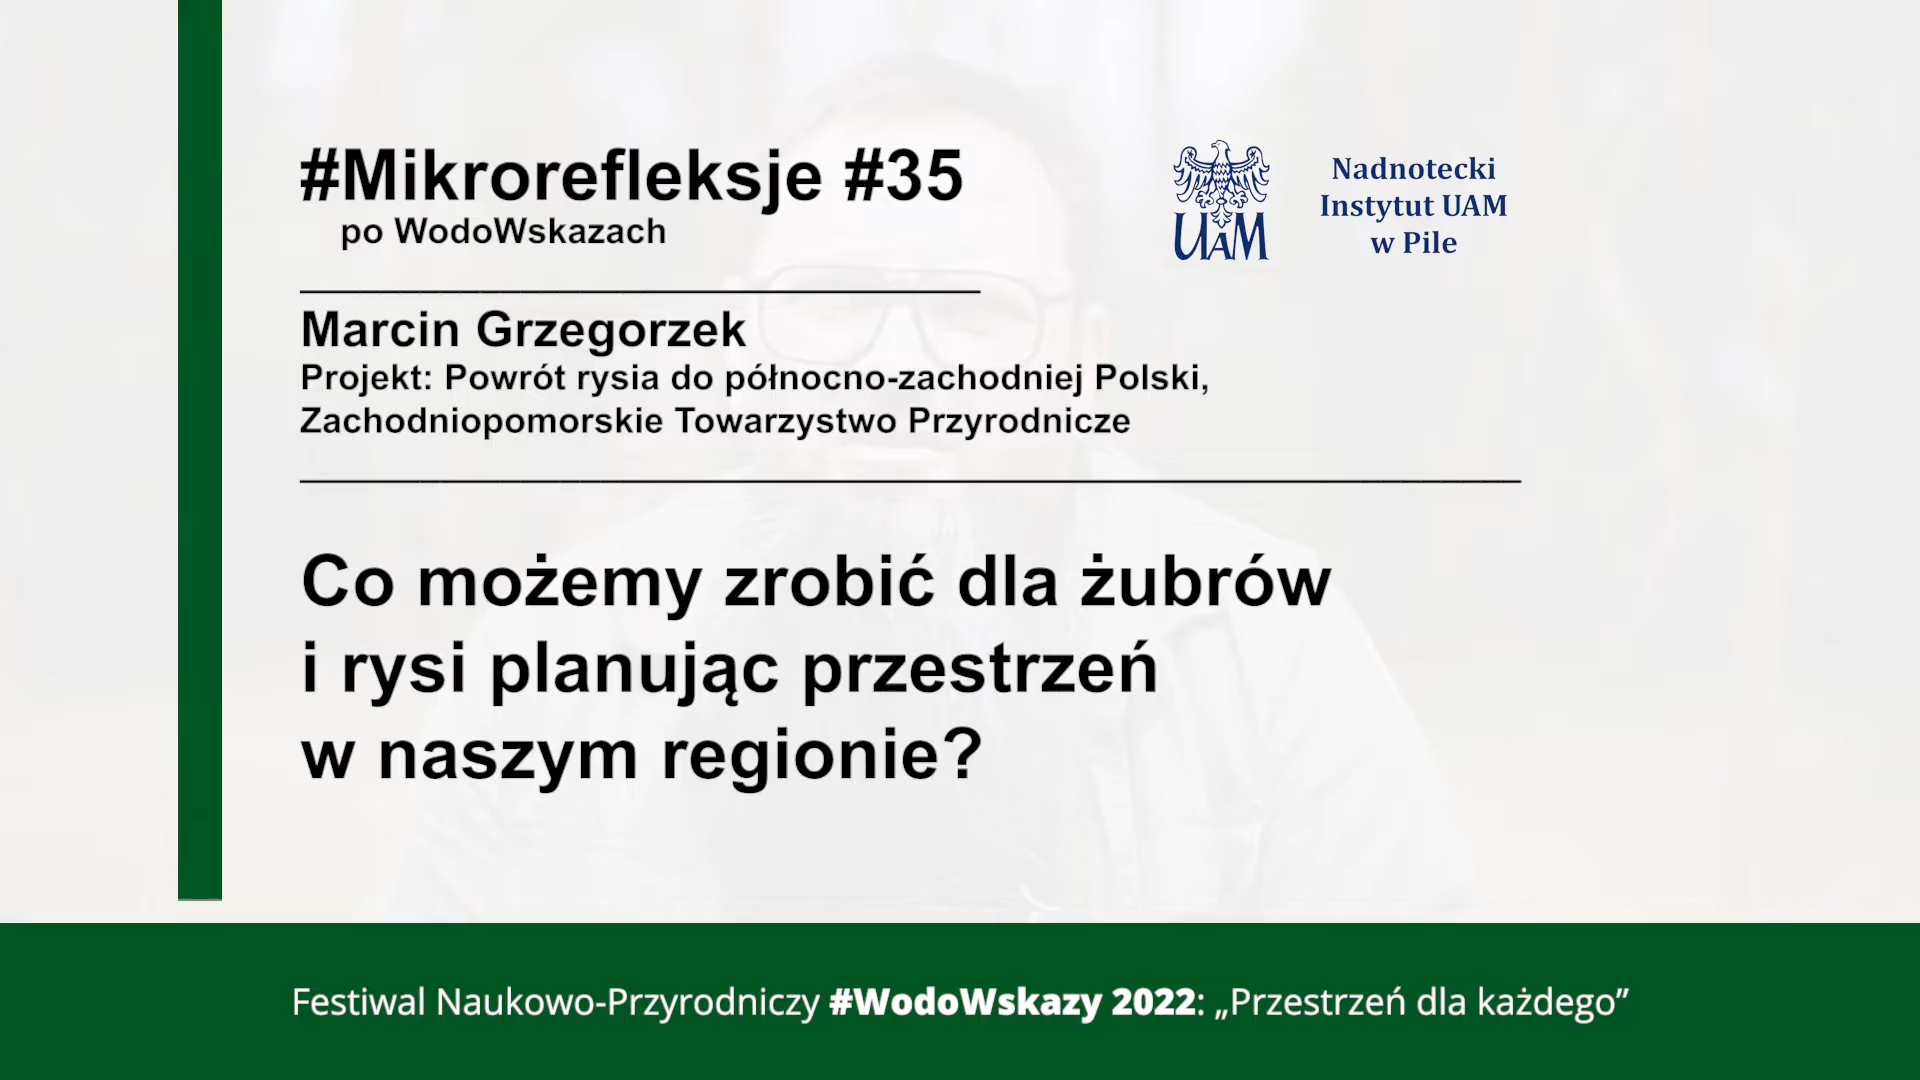 #Mikrorefleksje #35
po WodoWskazach
UAM
Nadnotecki
Instytut UAM
w Pile
Marcin Grzegorzek
Projekt: Powrót rysia do północno-zachodniej Polski,
Zachodniopomorskie Towarzystwo Przyrodnicze
Co możemy zrobić dla żubrów
i rysi planując przestrzeń
w naszym regionie?
Festiwal Naukowo-Przyrodniczy #WodoWskazy 2022: „Przestrzeń dla każdego”